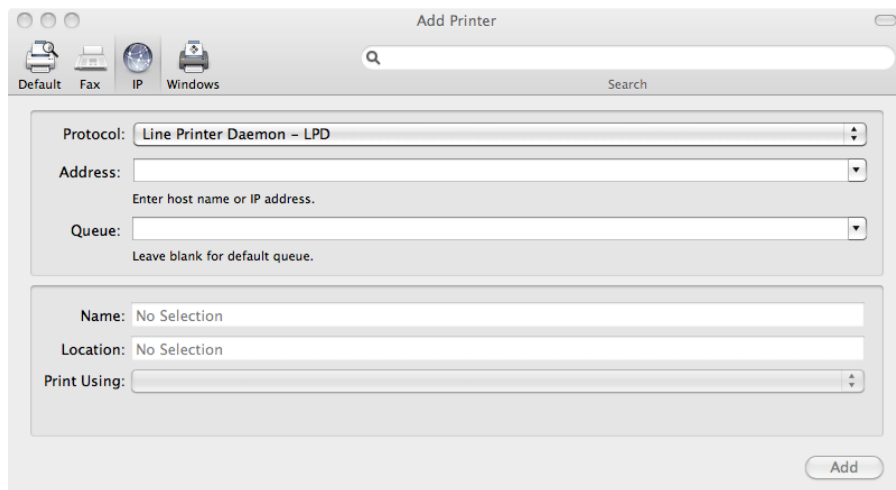 Add Printer
Default Fax IP Windows
Search
Protocol: Line Printer Daemon – LPD
Address:
Enter host name or IP address.
Queue:
Leave blank for default queue.
Name: No Selection
Location: No Selection
Print Using:
Add